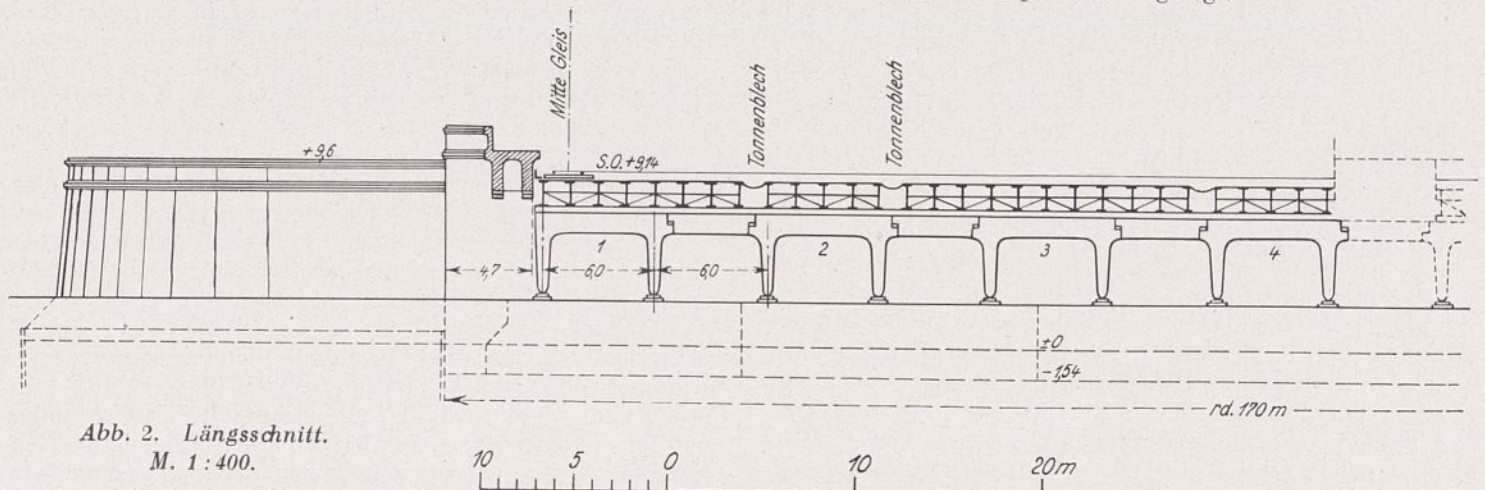 Mitte Gleis
Tonnenblech
Tonnenblech
+9,6
S.O.+9,14
1
2
3
4
4,7
6,0
6,0
±0
-1,54
rd. 170 m
Abb. 2. Längsschnitt.
M. 1 : 400.
10 5 0 10 20 m